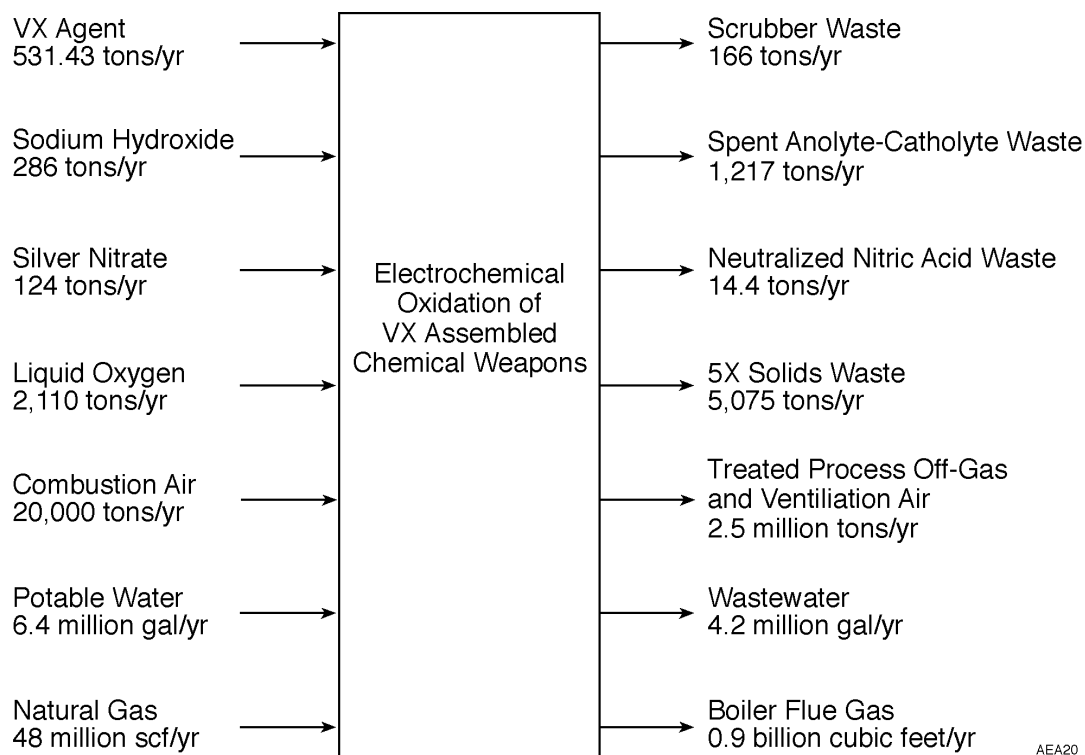 VX Agent
531.43 tons/yr
Sodium Hydroxide
286 tons/yr
Silver Nitrate
124 tons/yr
Liquid Oxygen
2,110 tons/yr
Combustion Air
20,000 tons/yr
Potable Water
6.4 million gal/yr
Natural Gas
48 million scf/yr
Electrochemical
Oxidation of
VX Assembled
Chemical Weapons
Scrubber Waste
166 tons/yr
Spent Anolyte-Catholyte Waste
1,217 tons/yr
Neutralized Nitric Acid Waste
14.4 tons/yr
5X Solids Waste
5,075 tons/yr
Treated Process Off-Gas
and Ventiliation Air
2.5 million tons/yr
Wastewater
4.2 million gal/yr
Boiler Flue Gas
0.9 billion cubic feet/yr
AEA20